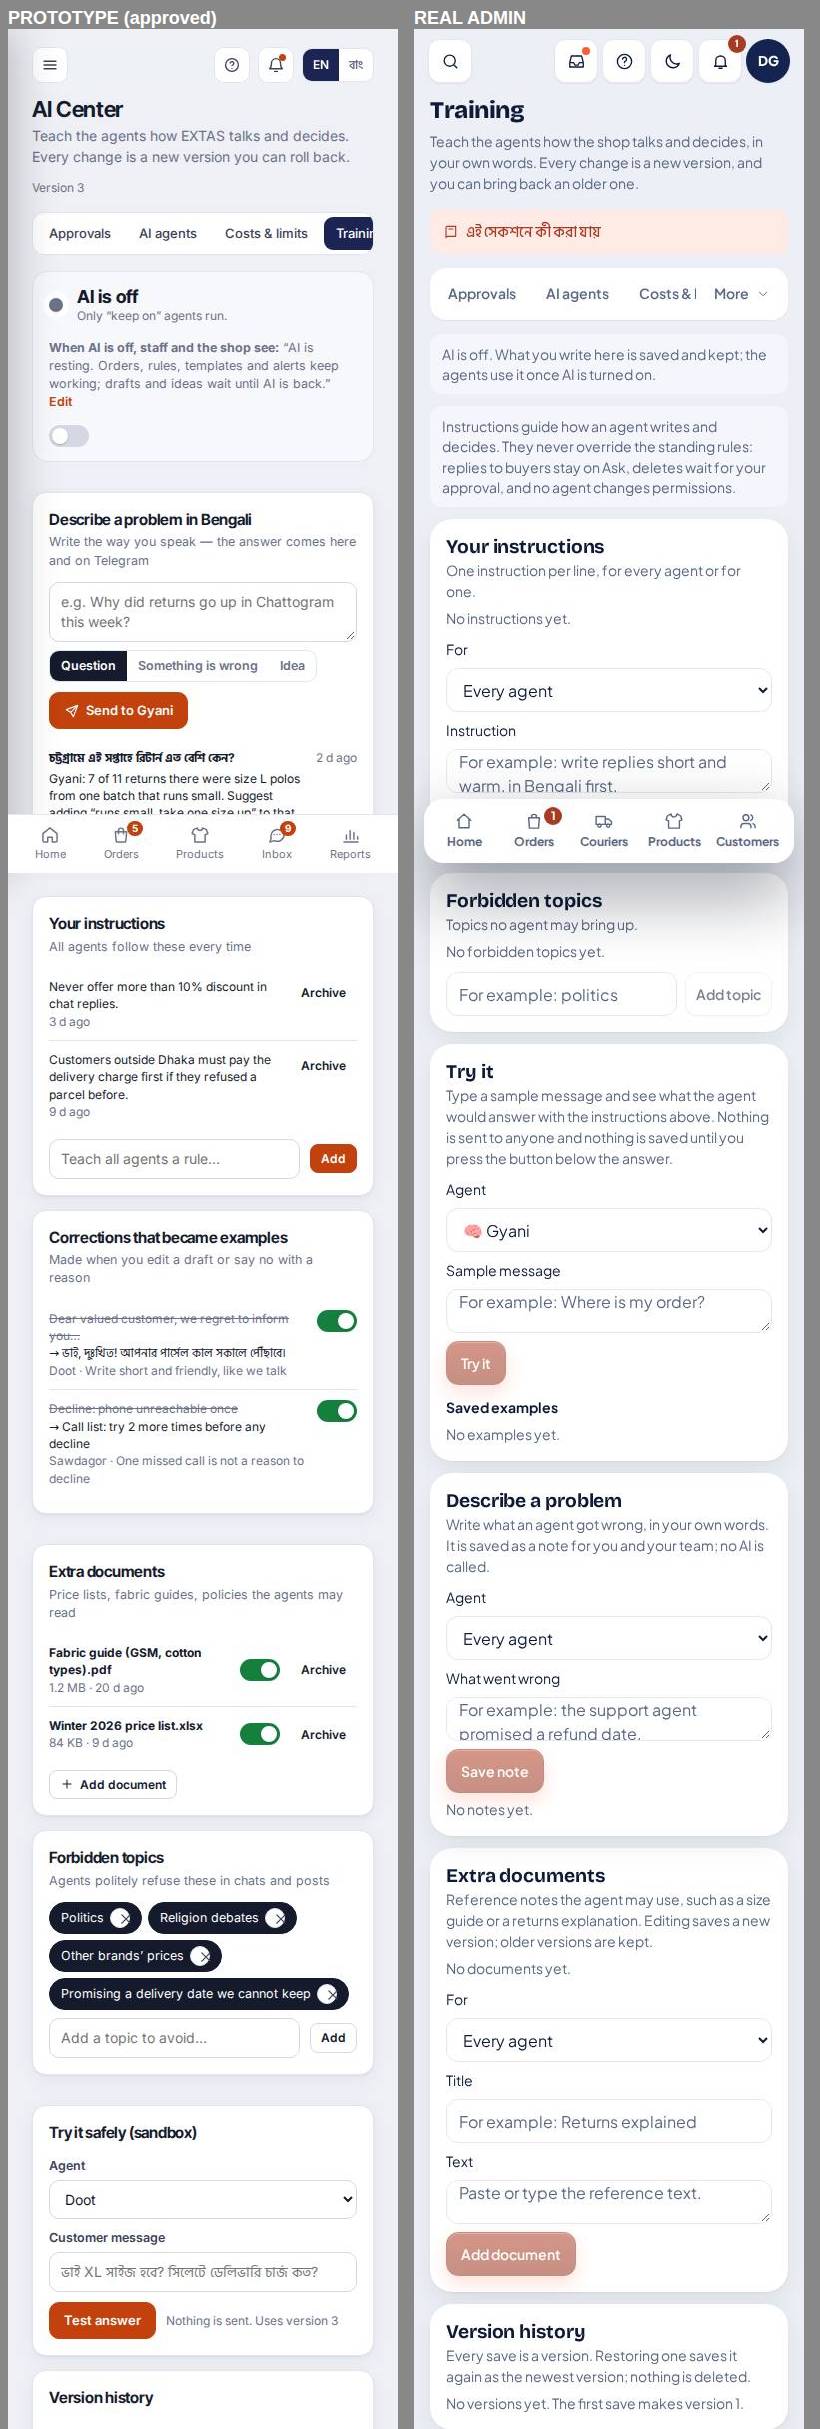 PROTOTYPE (approved)
EN
বাং
AI Center
Teach the agents how EXTAS talks and decides.
Every change is a new version you can roll back.
Version 3
Approvals
AI agents
Costs & limits
AI is off
Only “keep on” agents run.
When AI is off, staff and the shop see: “AI is
resting. Orders, rules, templates and alerts keep
working; drafts and ideas wait until AI is back.”
Edit
Describe a problem in Bengali
Write the way you speak — the answer comes here
and on Telegram
e.g. Why did returns go up in Chattogram
this week?
Question
Something is wrong
Idea
Send to Gyani
চট্টগ্রামে এই সপ্তাহে রিটার্ন এত বেশি কেন?
2 d ago
Gyani: 7 of 11 returns there were size L polos
from one batch that runs small. Suggest
adding “runs small, take one size up” to that
Home
5
Orders
Products
9
Inbox
Reports
Your instructions
All agents follow these every time
Never offer more than 10% discount in
chat replies.
3 d ago
Archive
Customers outside Dhaka must pay the
delivery charge first if they refused a
parcel before.
9 d ago
Archive
Teach all agents a rule...
Add
Corrections that became examples
Made when you edit a draft or say no with a
reason
Dear valued customer, we regret to inform
you...
→ ভাই, দুঃখিত! আপনার পার্সেল কাল সকালে পৌঁছাবে।
Doot · Write short and friendly, like we talk
Decline: phone unreachable once
→ Call list: try 2 more times before any
decline
Sawdagor · One missed call is not a reason to
decline
Extra documents
Price lists, fabric guides, policies the agents may
read
Fabric guide (GSM, cotton
types).pdf
1.2 MB · 20 d ago
Archive
Winter 2026 price list.xlsx
84 KB · 9 d ago
Archive
+ Add document
Forbidden topics
Agents politely refuse these in chats and posts
Politics
Religion debates
Other brands’ prices
Promising a delivery date we cannot keep
Add a topic to avoid...
Add
Try it safely (sandbox)
Agent
Doot
Customer message
ভাই XL সাইজ হবে? সিলেটে ডেলিভারি চার্জ কত?
Test answer
Nothing is sent. Uses version 3
Version history
REAL ADMIN
1
DG
Training
Teach the agents how the shop talks and decides, in
your own words. Every change is a new version, and
you can bring back an older one.
এই সেকশনে কী করা যায়
Approvals
AI agents
Costs &
More
AI is off. What you write here is saved and kept; the
agents use it once AI is turned on.
Instructions guide how an agent writes and
decides. They never override the standing rules:
replies to buyers stay on Ask, deletes wait for your
approval, and no agent changes permissions.
Your instructions
One instruction per line, for every agent or for
one.
No instructions yet.
For
Every agent
Instruction
For example: write replies short and
warm, in Bengali first.
Home
1
Orders
Couriers
Products
Customers
Forbidden topics
Topics no agent may bring up.
No forbidden topics yet.
For example: politics
Add topic
Try it
Type a sample message and see what the agent
would answer with the instructions above. Nothing
is sent to anyone and nothing is saved until you
press the button below the answer.
Agent
Gyani
Sample message
For example: Where is my order?
Try it
Saved examples
No examples yet.
Describe a problem
Write what an agent got wrong, in your own words.
It is saved as a note for you and your team; no AI is
called.
Agent
Every agent
What went wrong
For example: the support agent
promised a refund date.
Save note
No notes yet.
Extra documents
Reference notes the agent may use, such as a size
guide or a returns explanation. Editing saves a new
version; older versions are kept.
No documents yet.
For
Every agent
Title
For example: Returns explained
Text
Paste or type the reference text.
Add document
Version history
Every save is a version. Restoring one saves it
again as the newest version; nothing is deleted.
No versions yet. The first save makes version 1.